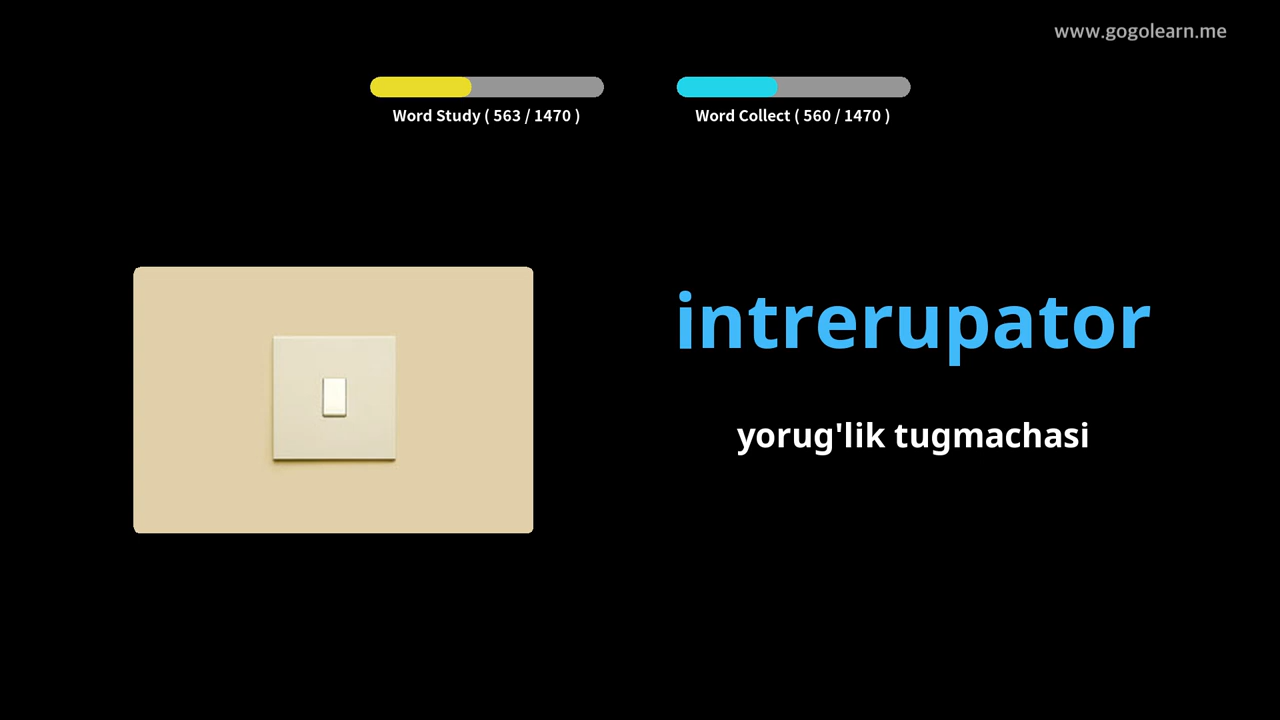 www.gogolearn.me
Word Study ( 563 / 1470 )
Word Collect ( 560 / 1470 )
intrerupator
yorug'lik tugmachasi